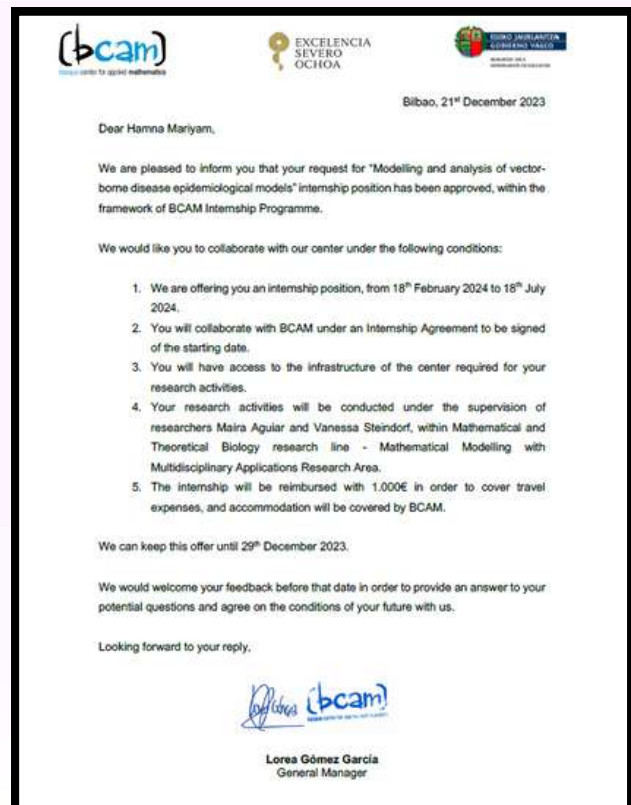 (bcam)
basque center for applied mathematics
EXCELENCIA
SEVERO
OCHOA
EUSKO JAURLARITZA
GOBIERNO VASCO
Bilbao, 21st December 2023
Dear Hamna Mariyam,
We are pleased to inform you that your request for "Modelling and analysis of vector-
borne disease epidemiological models" internship position has been approved, within the
framework of BCAM Internship Programme.
We would like you to collaborate with our center under the following conditions:
1. We are offering you an internship position, from 18th February 2024 to 18th July
2024.
2. You will collaborate with BCAM under an Internship Agreement to be signed
of the starting date.
3. You will have access to the infrastructure of the center required for your
research activities.
4. Your research activities will be conducted under the supervision of
researchers Maíra Aguiar and Vanessa Steindorf, within Mathematical and
Theoretical Biology research line - Mathematical Modelling with
Multidisciplinary Applications Research Area.
5. The internship will be reimbursed with 1.000€ in order to cover travel
expenses, and accommodation will be covered by BCAM.
We can keep this offer until 29th December 2023.
We would welcome your feedback before that date in order to provide an answer to your
potential questions and agree on the conditions of your future with us.
Looking forward to your reply,
(bcam)
Lorea Gómez García
General Manager